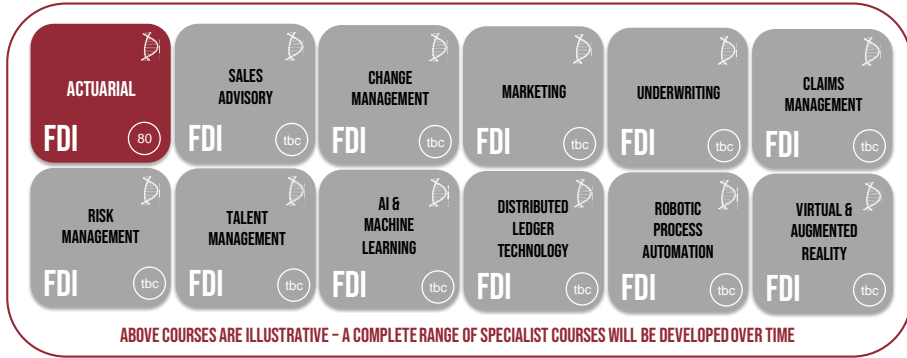 ACTUARIAL
FDI
80
SALES
ADVISORY
FDI
tbc
CHANGE
MANAGEMENT
FDI
tbc
MARKETING
FDI
tbc
UNDERWRITING
FDI
tbc
CLAIMS
MANAGEMENT
FDI
tbc
RISK
MANAGEMENT
FDI
tbc
TALENT
MANAGEMENT
FDI
tbc
AI &
MACHINE
LEARNING
FDI
tbc
DISTRIBUTED
LEDGER
TECHNOLOGY
FDI
tbc
ROBOTIC
PROCESS
AUTOMATION
FDI
tbc
VIRTUAL &
AUGMENTED
REALITY
FDI
tbc
ABOVE COURSES ARE ILLUSTRATIVE – A COMPLETE RANGE OF SPECIALIST COURSES WILL BE DEVELOPED OVER TIME